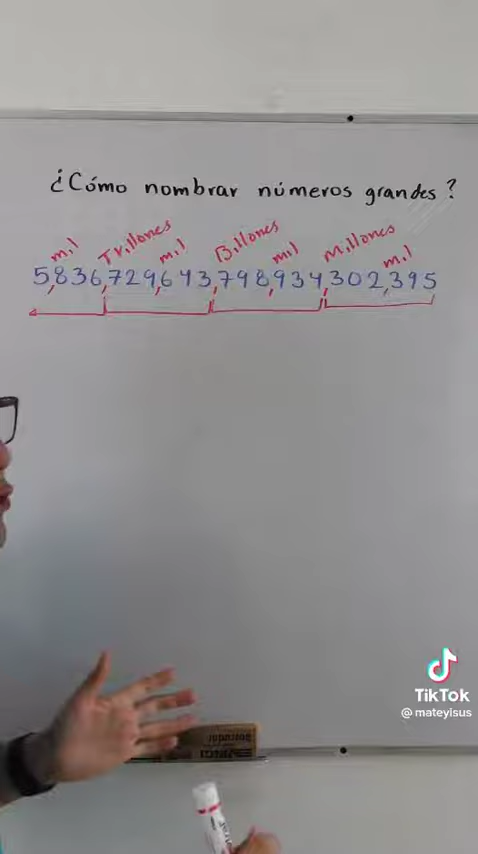 ¿Cómo nombrar números grandes?
mil Trillones mil Billones mil Millones mil
5,836,729,643,798,934,302,395
TikTok
@mateyisus